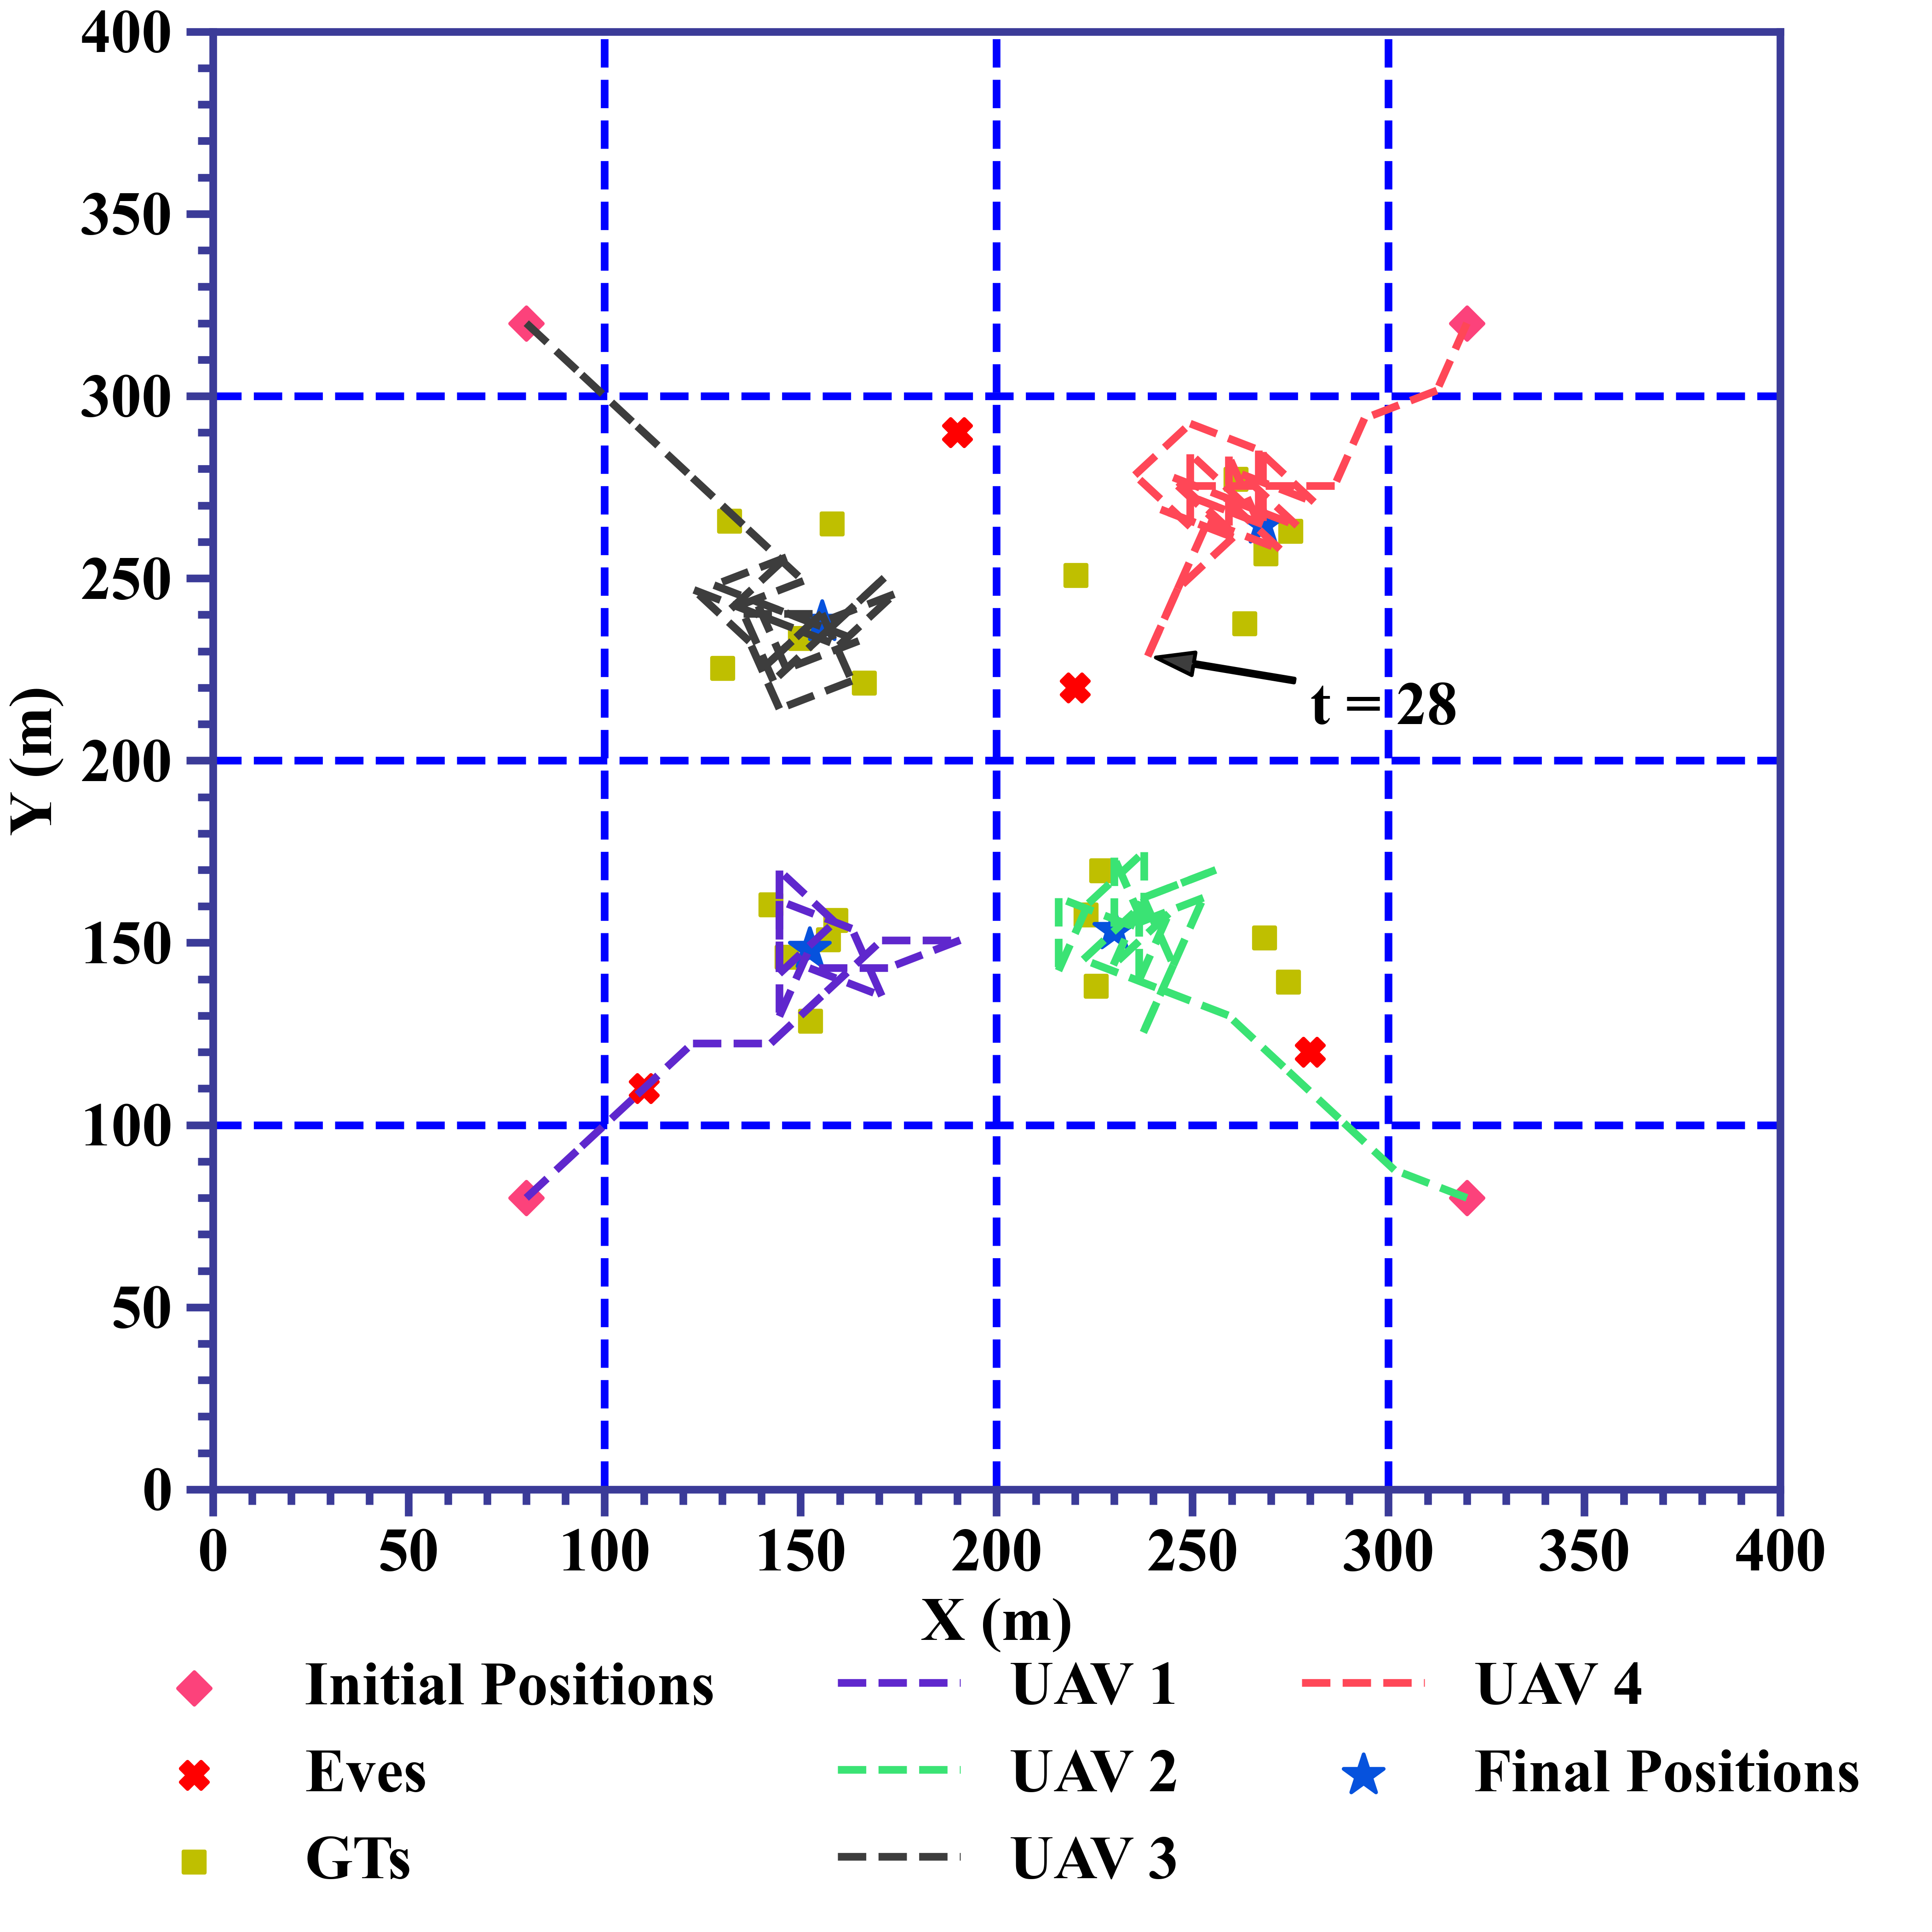 400
350
300
250
200
150
100
50
0
Y (m)
t = 28
0 50 100 150 200 250 300 350 400
X (m)
Initial Positions UAV 1 UAV 4
Eves UAV 2 Final Positions
GTs UAV 3